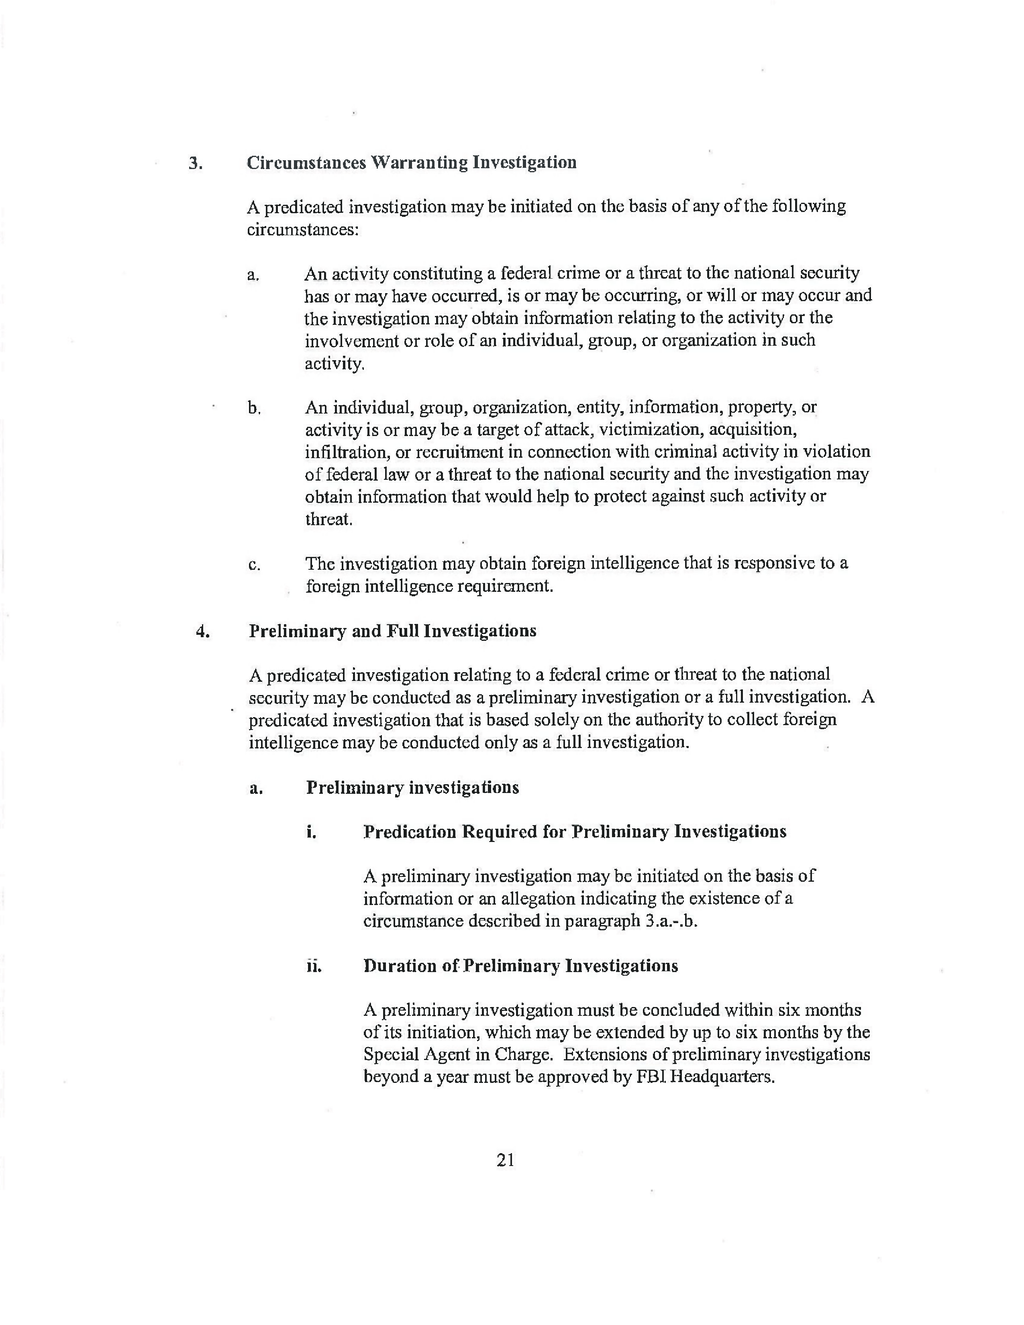 3. Circumstances Warranting Investigation
A predicated investigation may be initiated on the basis of any of the following
circumstances:
a. An activity constituting a federal crime or a threat to the national security
has or may have occurred, is or may be occurring, or will or may occur and
the investigation may obtain information relating to the activity or the
involvement or role of an individual, group, or organization in such
activity.
b. An individual, group, organization, entity, information, property, or
activity is or may be a target of attack, victimization, acquisition,
infiltration, or recruitment in connection with criminal activity in violation
of federal law or a threat to the national security and the investigation may
obtain information that would help to protect against such activity or
threat.
c. The investigation may obtain foreign intelligence that is responsive to a
foreign intelligence requirement.
4. Preliminary and Full Investigations
A predicated investigation relating to a federal crime or threat to the national
security may be conducted as a preliminary investigation or a full investigation. A
predicated investigation that is based solely on the authority to collect foreign
intelligence may be conducted only as a full investigation.
a. Preliminary investigations
i. Predication Required for Preliminary Investigations
A preliminary investigation may be initiated on the basis of
information or an allegation indicating the existence of a
circumstance described in paragraph 3.a.-.b.
ii. Duration of Preliminary Investigations
A preliminary investigation must be concluded within six months
of its initiation, which may be extended by up to six months by the
Special Agent in Charge. Extensions of preliminary investigations
beyond a year must be approved by FBI Headquarters.
21